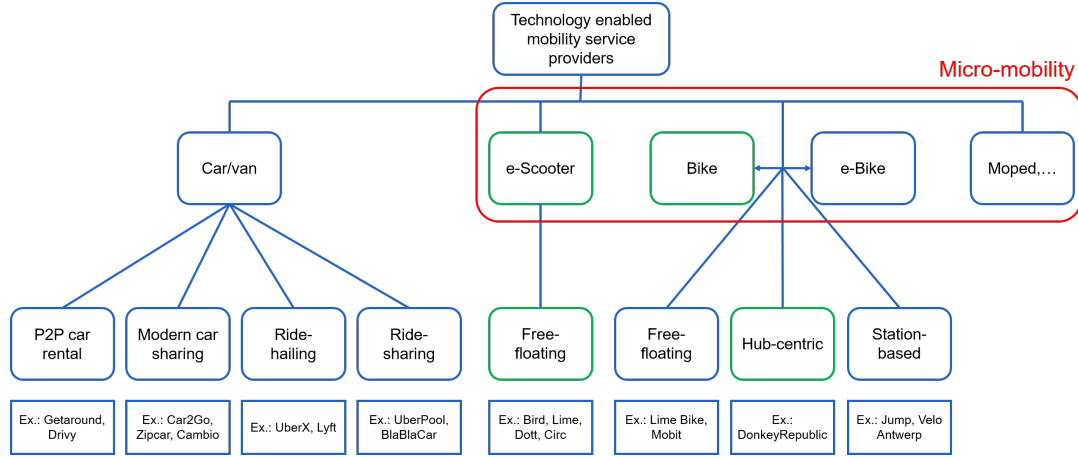 Technology enabled
mobility service
providers
Micro-mobility
Car/van
e-Scooter
Bike
e-Bike
Moped,…
P2P car
rental
Modern car
sharing
Ride-
hailing
Ride-
sharing
Free-
floating
Free-
floating
Hub-centric
Station-
based
Ex.: Getaround,
Drivy
Ex.: Car2Go,
Zipcar, Cambio
Ex.: UberX, Lyft
Ex.: UberPool,
BlaBlaCar
Ex.: Bird, Lime,
Dott, Circ
Ex.: Lime Bike,
Mobit
Ex.:
DonkeyRepublic
Ex.: Jump, Velo
Antwerp